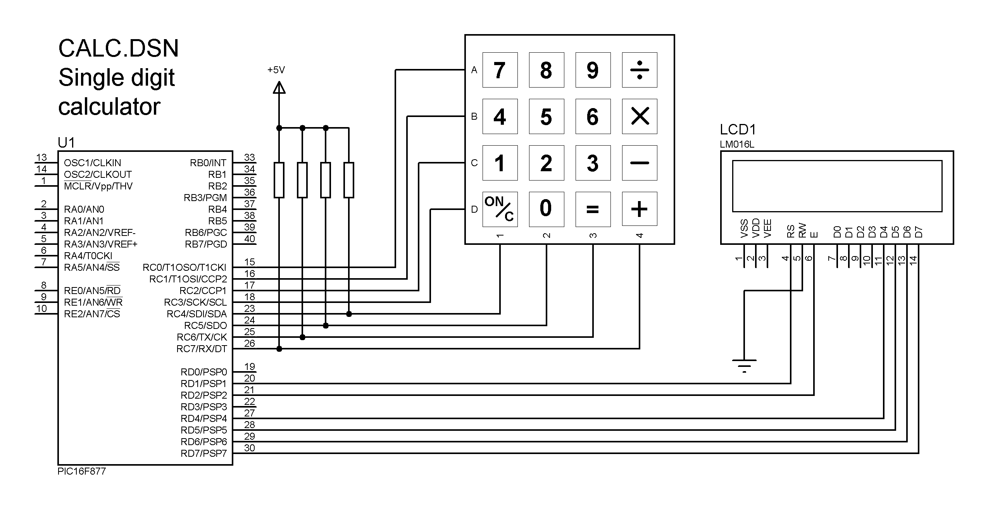 CALC.DSN
Single digit
calculator
+5V
U1
13 OSC1/CLKIN
14 OSC2/CLKOUT
1 MCLR/Vpp/THV
2 RA0/AN0
3 RA1/AN1
4 RA2/AN2/VREF-
5 RA3/AN3/VREF+
6 RA4/T0CKI
7 RA5/AN4/SS
8 RE0/AN5/RD
9 RE1/AN6/WR
10 RE2/AN7/CS
RB0/INT 33
RB1 34
RB2 35
RB3/PGM 36
RB4 37
RB5 38
RB6/PGC 39
RB7/PGD 40
RC0/T1OSO/T1CKI 15
RC1/T1OSI/CCP2 16
RC2/CCP1 17
RC3/SCK/SCL 18
RC4/SDI/SDA 23
RC5/SDO 24
RC6/TX/CK 25
RC7/RX/DT 26
RD0/PSP0 19
RD1/PSP1 20
RD2/PSP2 21
RD3/PSP3 22
RD4/PSP4 27
RD5/PSP5 28
RD6/PSP6 29
RD7/PSP7 30
PIC16F877
A 7 8 9 ÷
B 4 5 6 ×
C 1 2 3 −
D ON/C 0 = +
1 2 3 4
LCD1
LM016L
VSS VDD VEE RS RW E D0 D1 D2 D3 D4 D5 D6 D7
1 2 3 4 5 6 7 8 9 10 11 12 13 14